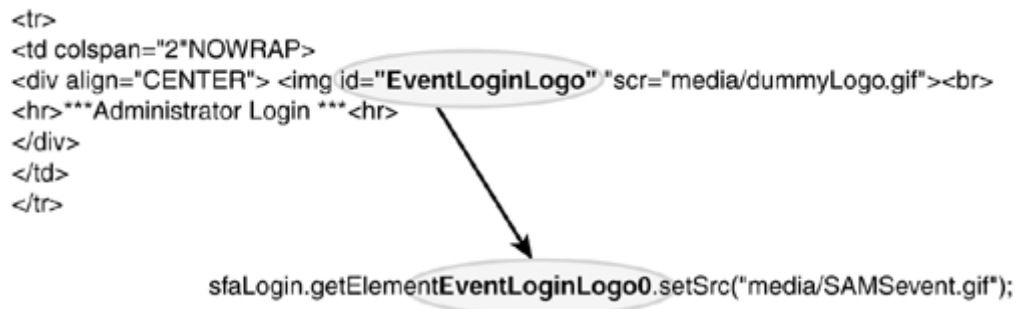 <tr>
<td colspan="2"NOWRAP>
<div align="CENTER"> <img id="EventLoginLogo" "scr="media/dummyLogo.gif"><br>
<hr>***Administrator Login ***<hr>
</div>
</td>
</tr>
sfaLogin.getElementEventLoginLogo0.setSrc("media/SAMSevent.gif");